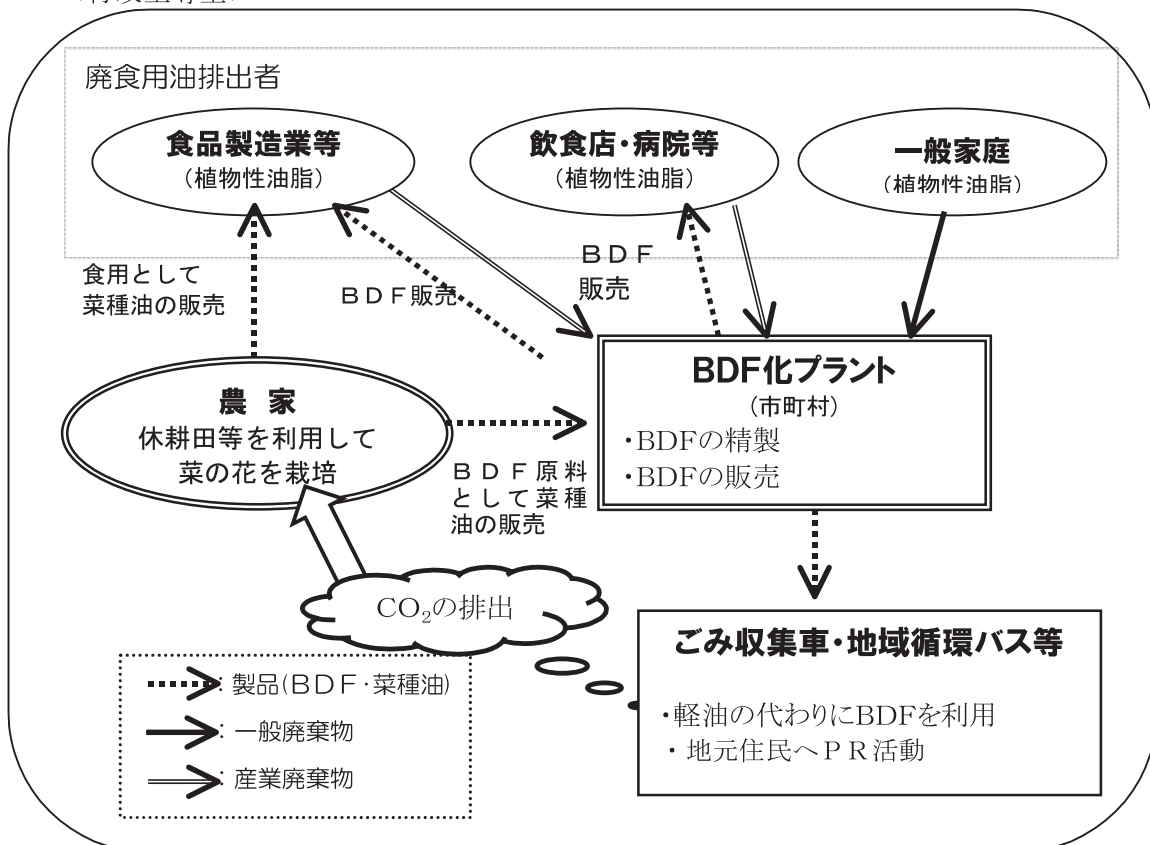 廃食用油排出者
食品製造業等
(植物性油脂)
飲食店・病院等
(植物性油脂)
一般家庭
(植物性油脂)
食用として
菜種油の販売
ＢＤＦ販売
ＢＤＦ
販売
農　家
休耕田等を利用して
菜の花を栽培
ＢＤＦ原料
として菜種
油の販売
BDF化プラント
(市町村)
・BDFの精製
・BDFの販売
CO₂の排出
ごみ収集車・地域循環バス等
・軽油の代わりにBDFを利用
・地元住民へＰＲ活動
：製品(ＢＤＦ・菜種油)
：一般廃棄物
：産業廃棄物